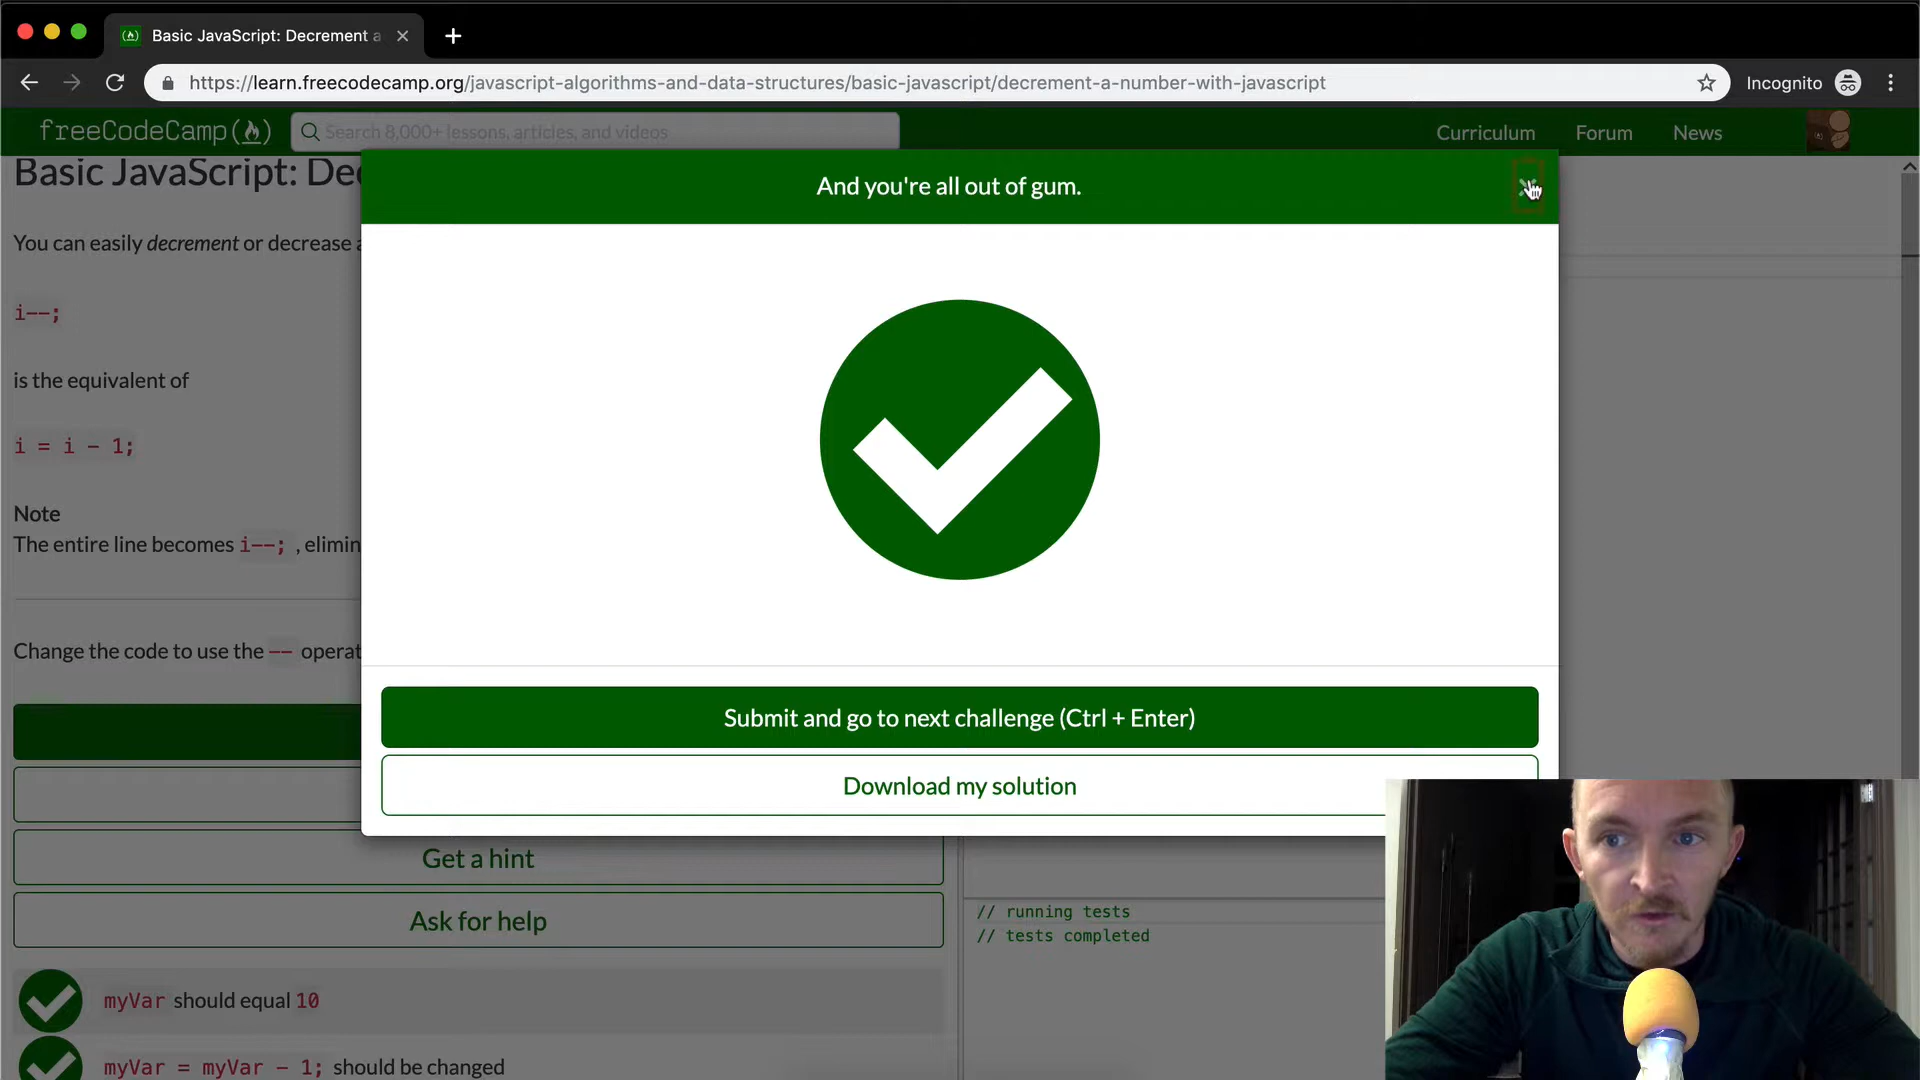 Basic JavaScript: Decrement a
https://learn.freecodecamp.org/javascript-algorithms-and-data-structures/basic-javascript/decrement-a-number-with-javascript
Incognito
freeCodeCamp
Search 8,000+ lessons, articles, and videos
Curriculum
Forum
News
Basic JavaScript: De
You can easily decrement or decrease
i--;
is the equivalent of
i = i - 1;
Note
The entire line becomes i--; , elimin
Change the code to use the -- operat
And you're all out of gum.
Submit and go to next challenge (Ctrl + Enter)
Download my solution
Get a hint
Ask for help
myVar should equal 10
myVar = myVar - 1; should be changed
// running tests
// tests completed